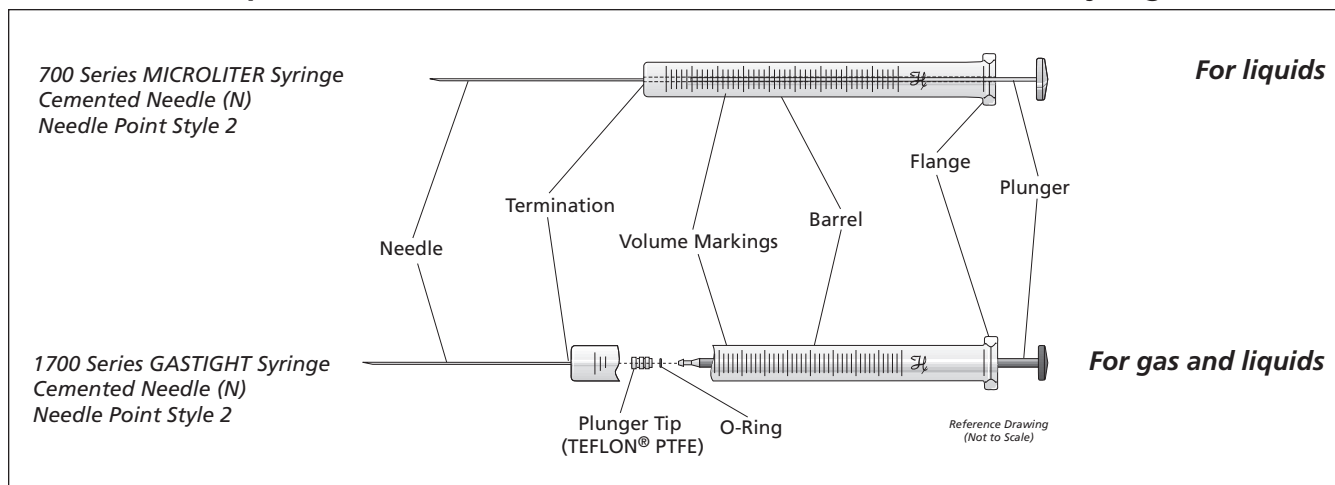 700 Series MICROLITER Syringe
Cemented Needle (N)
Needle Point Style 2
For liquids
Flange
Plunger
Termination
Barrel
Volume Markings
Needle
1700 Series GASTIGHT Syringe
Cemented Needle (N)
Needle Point Style 2
For gas and liquids
Plunger Tip
(TEFLON® PTFE)
O-Ring
Reference Drawing
(Not to Scale)